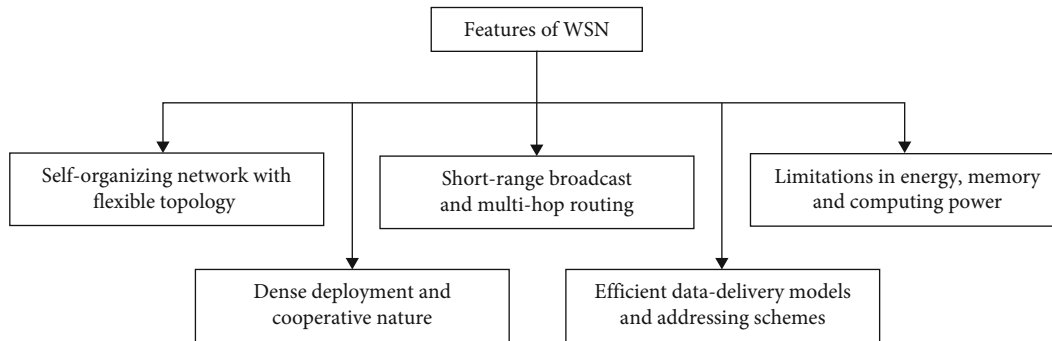 Features of WSN
Self-organizing network with
flexible topology
Short-range broadcast
and multi-hop routing
Limitations in energy, memory
and computing power
Dense deployment and
cooperative nature
Efficient data-delivery models
and addressing schemes